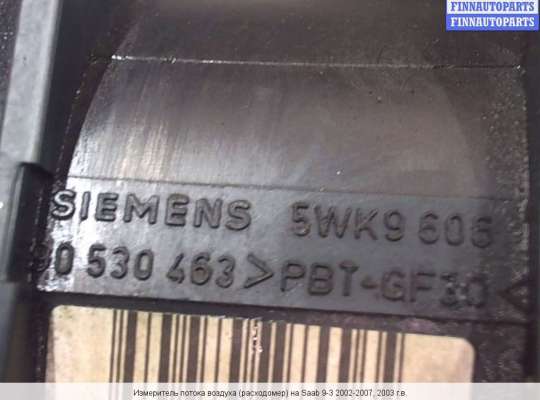 FINNAUTOPARTS
FINNAUTOPARTS
SIEMENS 5WK9 606
0 530 463 >PBT-GF30<
Измеритель потока воздуха (расходомер) на Saab 9-3 2002-2007, 2003 г.в.